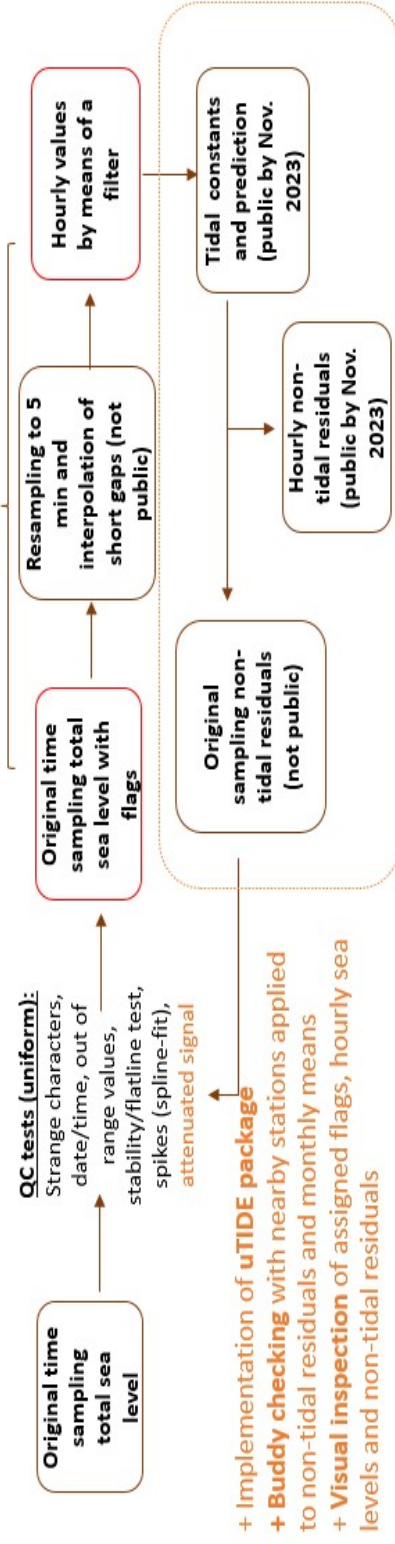 Original time
sampling
total sea
level
QC tests (uniform):
Strange characters,
date/time, out of
range values,
stability/flatline test,
spikes (spline-fit),
attenuated signal
Original time
sampling total
sea level with
flags
Resampling to 5
min and
interpolation of
short gaps (not
public)
Hourly values
by means of a
filter
Tidal constants
and prediction
(public by Nov.
2023)
Hourly non-
tidal residuals
(public by Nov.
2023)
Original
sampling non-
tidal residuals
(not public)
+ Implementation of uTIDE package
+ Buddy checking with nearby stations applied
to non-tidal residuals and monthly means
+ Visual inspection of assigned flags, hourly sea
levels and non-tidal residuals